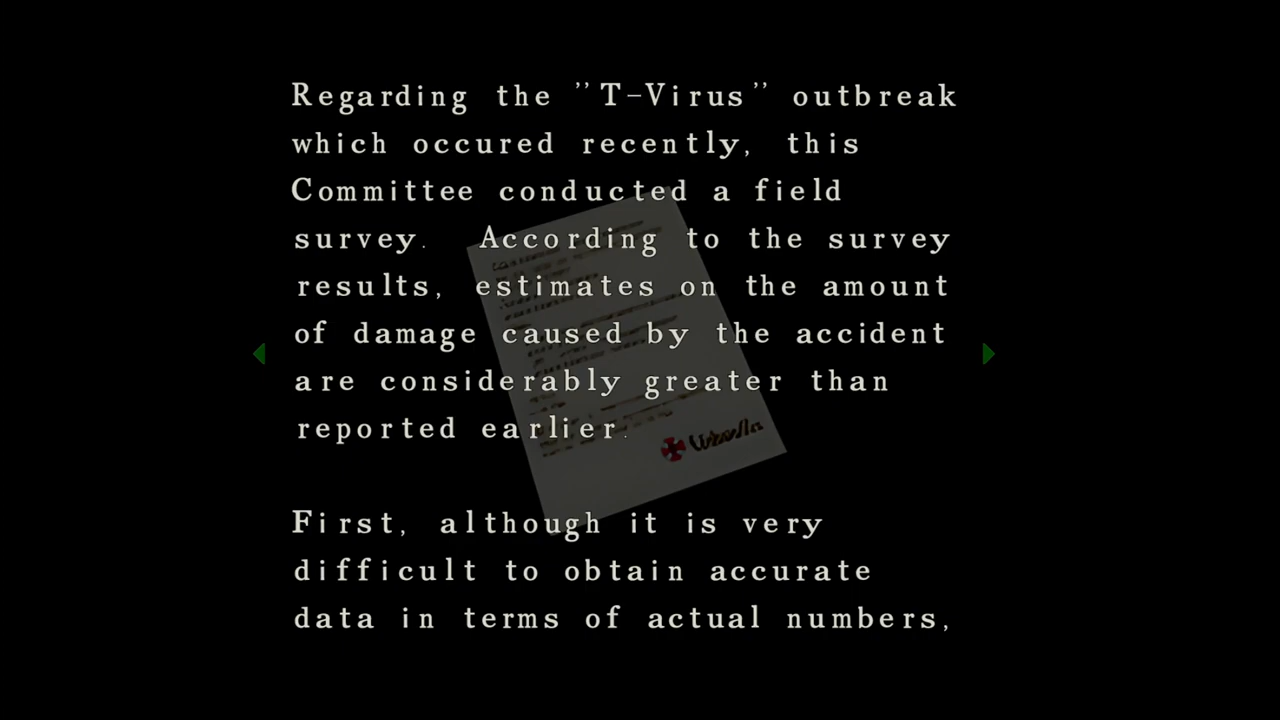 Regarding the "T-Virus" outbreak
which occured recently, this
Committee conducted a field
survey.  According to the survey
results, estimates on the amount
of damage caused by the accident
are considerably greater than
reported earlier.
First, although it is very
difficult to obtain accurate
data in terms of actual numbers,